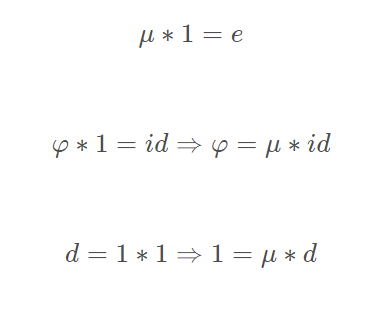 μ ∗ 1 = e
φ ∗ 1 = id ⇒ φ = μ ∗ id
d = 1 ∗ 1 ⇒ 1 = μ ∗ d